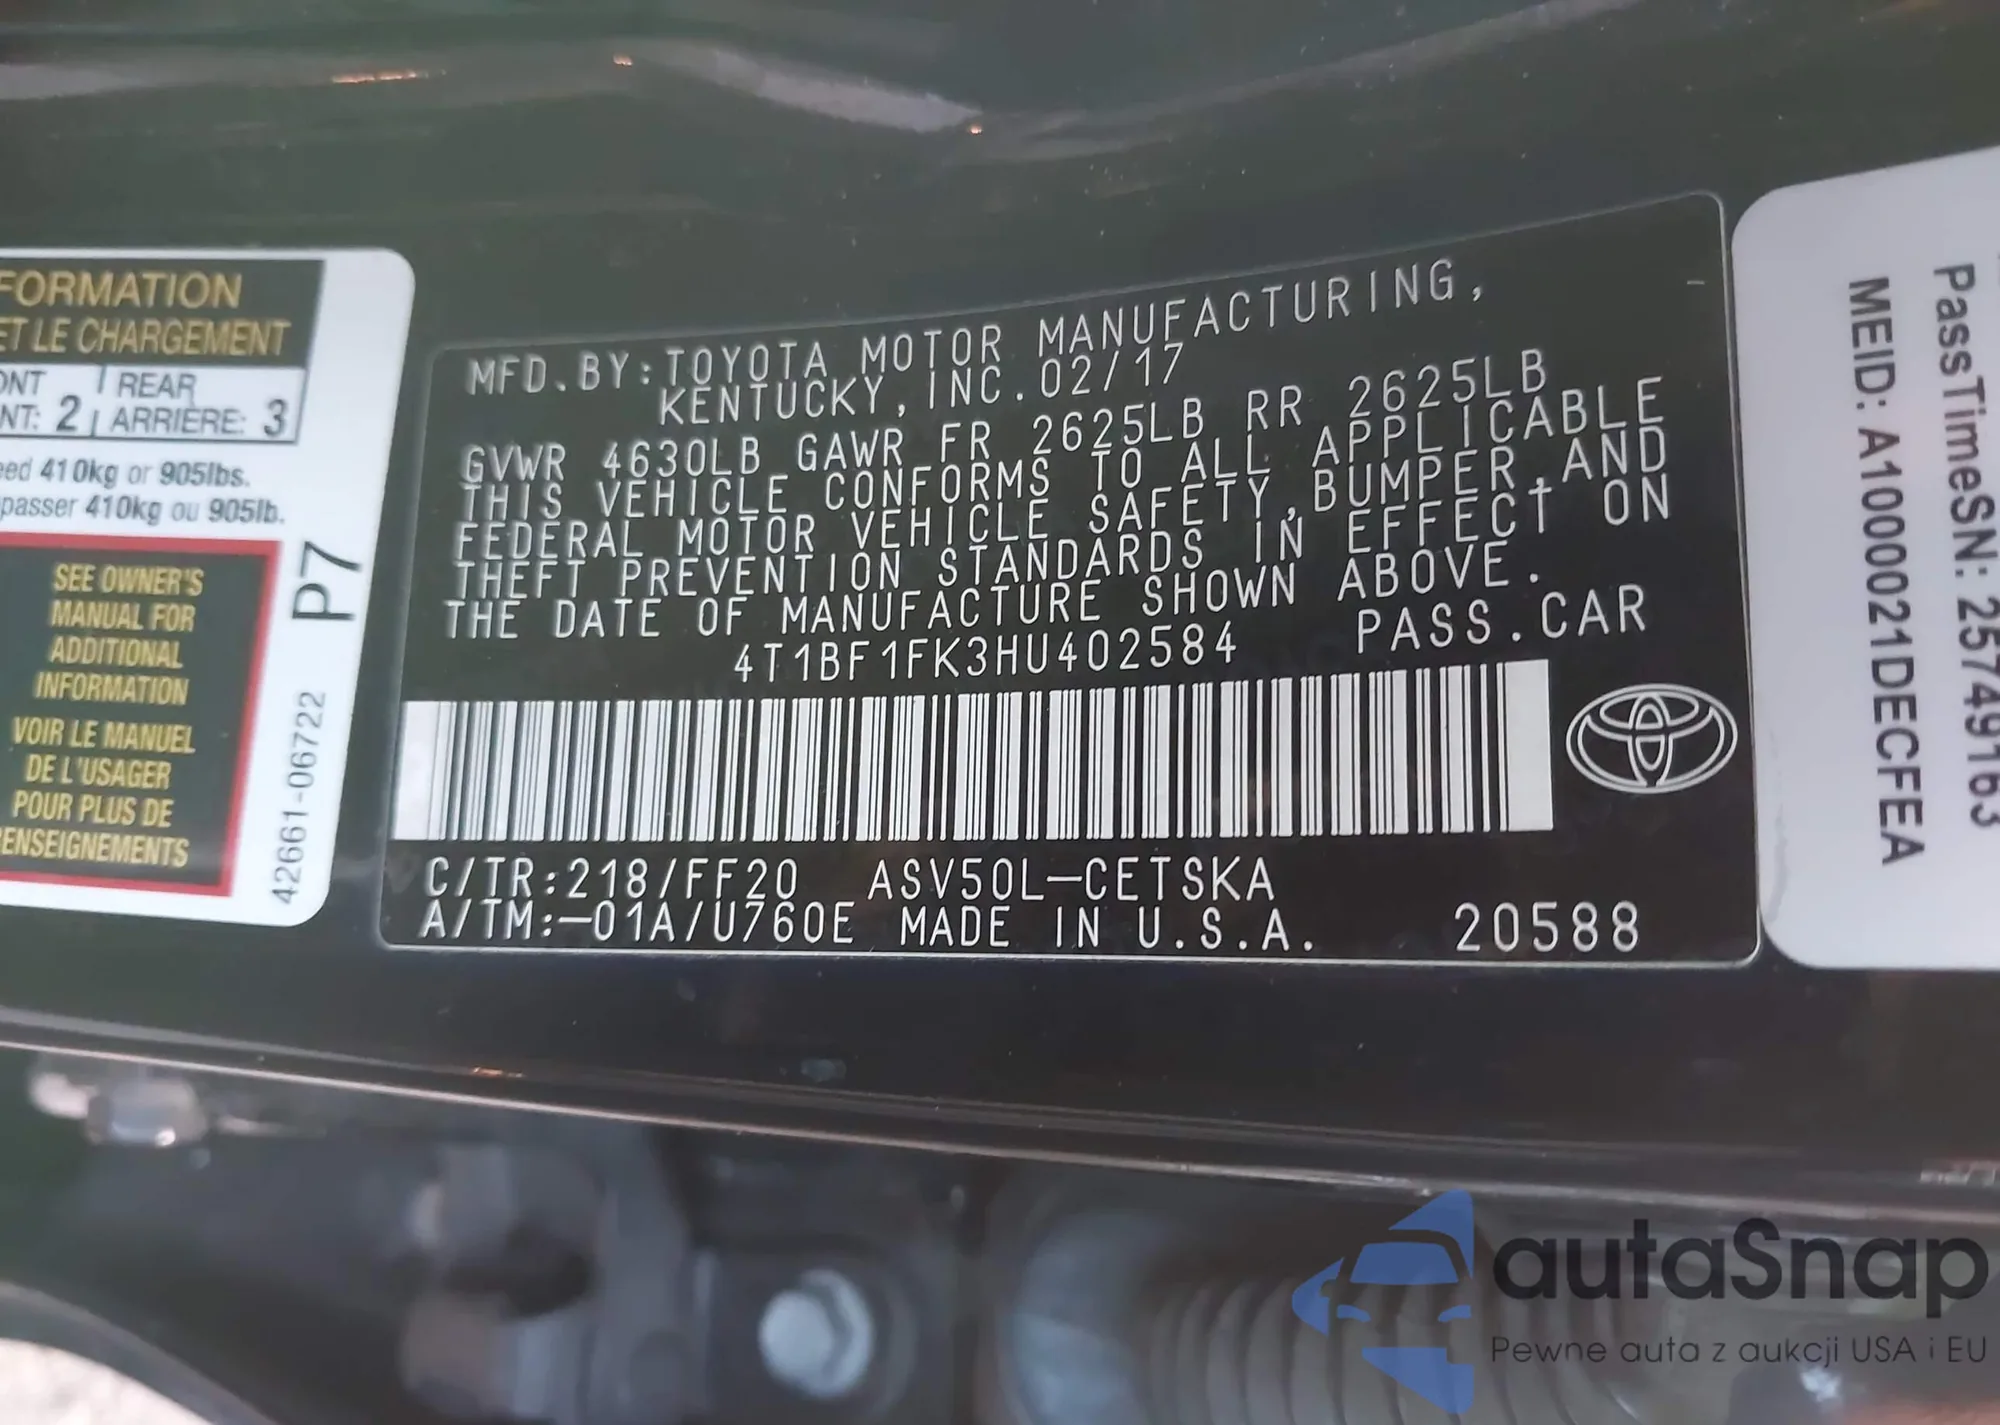 FORMATION
ET LE CHARGEMENT
ONT REAR
NT: 2 ARRIÈRE: 3
eed 410kg or 905lbs.
passer 410kg ou 905lb.
SEE OWNER'S
MANUAL FOR
ADDITIONAL
INFORMATION
VOIR LE MANUEL
DE L'USAGER
POUR PLUS DE
RENSEIGNEMENTS
P7
42661-06722
MFD.BY:TOYOTA MOTOR MANUFACTURING,
KENTUCKY, INC.02/17
GVWR 4630LB GAWR FR 2625LB RR 2625LB
THIS VEHICLE CONFORMS TO ALL APPLICABLE
FEDERAL MOTOR VEHICLE SAFETY,BUMPER,AND
THEFT PREVENTION STANDARDS IN EFFECT ON
THE DATE OF MANUFACTURE SHOWN ABOVE.
4T1BF1FK3HU402584 PASS.CAR
C/TR:218/FF20 ASV50L-CETSKA
A/TM:-01A/U760E MADE IN U.S.A. 20588
PassTimeSN: 25749163
MEID: A1000021DECFEA
autaSnap
Pewne auta z aukcji USA i EU